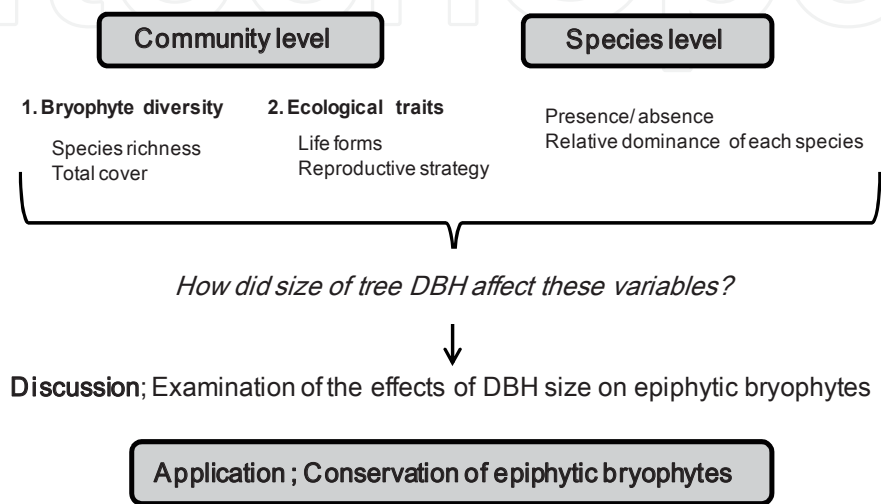 Community level
Species level
1. Bryophyte diversity
Species richness
Total cover
2. Ecological traits
Life forms
Reproductive strategy
Presence/ absence
Relative dominance of each species
How did size of tree DBH affect these variables?
Discussion; Examination of the effects of DBH size on epiphytic bryophytes
Application ; Conservation of epiphytic bryophytes